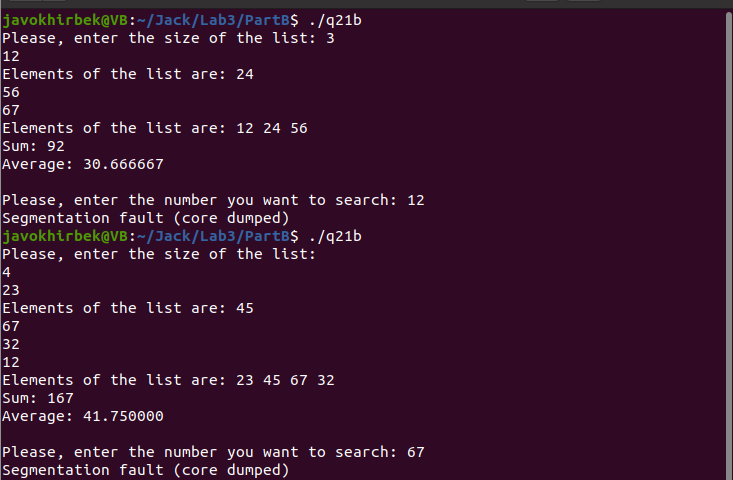 javokhirbek@VB:~/Jack/Lab3/PartB$ ./q21b
Please, enter the size of the list: 3
12
Elements of the list are: 24
56
67
Elements of the list are: 12 24 56
Sum: 92
Average: 30.666667
Please, enter the number you want to search: 12
Segmentation fault (core dumped)
javokhirbek@VB:~/Jack/Lab3/PartB$ ./q21b
Please, enter the size of the list:
4
23
Elements of the list are: 45
67
32
12
Elements of the list are: 23 45 67 32
Sum: 167
Average: 41.750000
Please, enter the number you want to search: 67
Segmentation fault (core dumped)